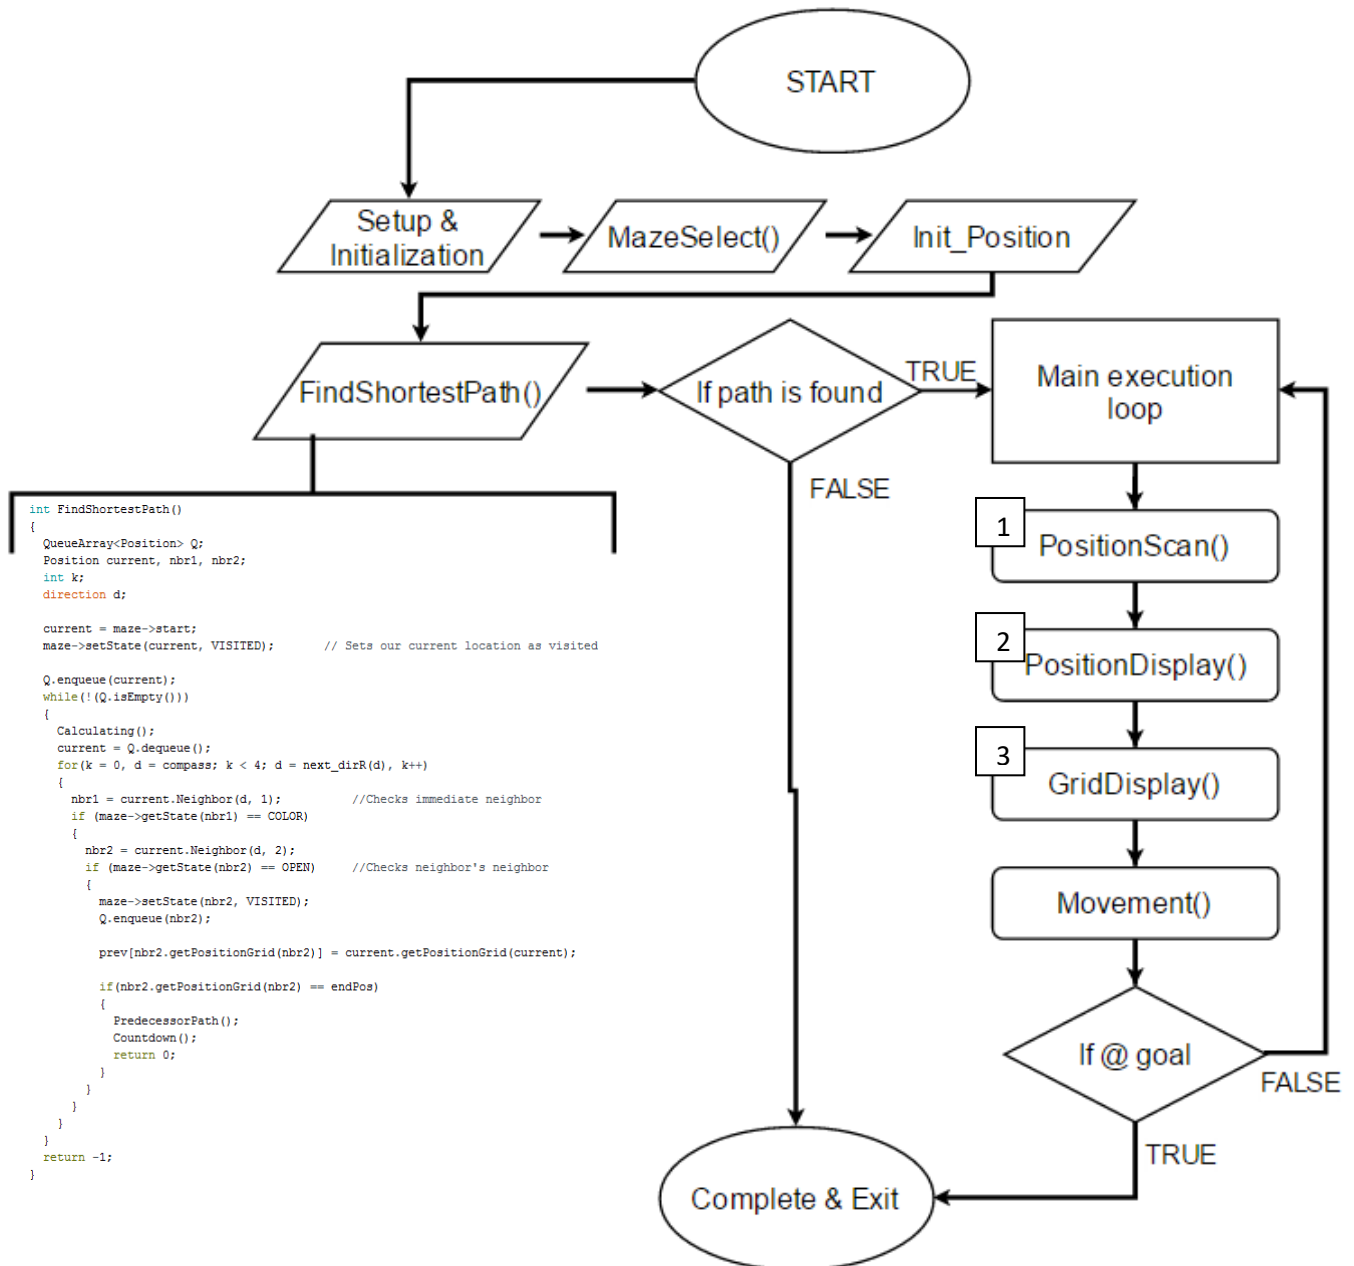 START
Setup &
Initialization
MazeSelect()
Init_Position
FindShortestPath()
If path is found
TRUE
FALSE
Main execution
loop
1
PositionScan()
2
PositionDisplay()
3
GridDisplay()
Movement()
If @ goal
FALSE
TRUE
Complete & Exit
int FindShortestPath()
{
QueueArray<Position> Q;
Position current, nbr1, nbr2;
int k;
direction d;
current = maze->start;
maze->setState(current, VISITED); // Sets our current location as visited
Q.enqueue(current);
while(!(Q.isEmpty()))
{
Calculating();
current = Q.dequeue();
for(k = 0, d = compass; k < 4; d = next_dirR(d), k++)
{
nbr1 = current.Neighbor(d, 1); //Checks immediate neighbor
if (maze->getState(nbr1) == COLOR)
{
nbr2 = current.Neighbor(d, 2);
if (maze->getState(nbr2) == OPEN) //Checks neighbor's neighbor
{
maze->setState(nbr2, VISITED);
Q.enqueue(nbr2);
prev[nbr2.getPositionGrid(nbr2)] = current.getPositionGrid(current);
if(nbr2.getPositionGrid(nbr2) == endPos)
{
PredecessorPath();
Countdown();
return 0;
}
}
}
}
}
return -1;
}